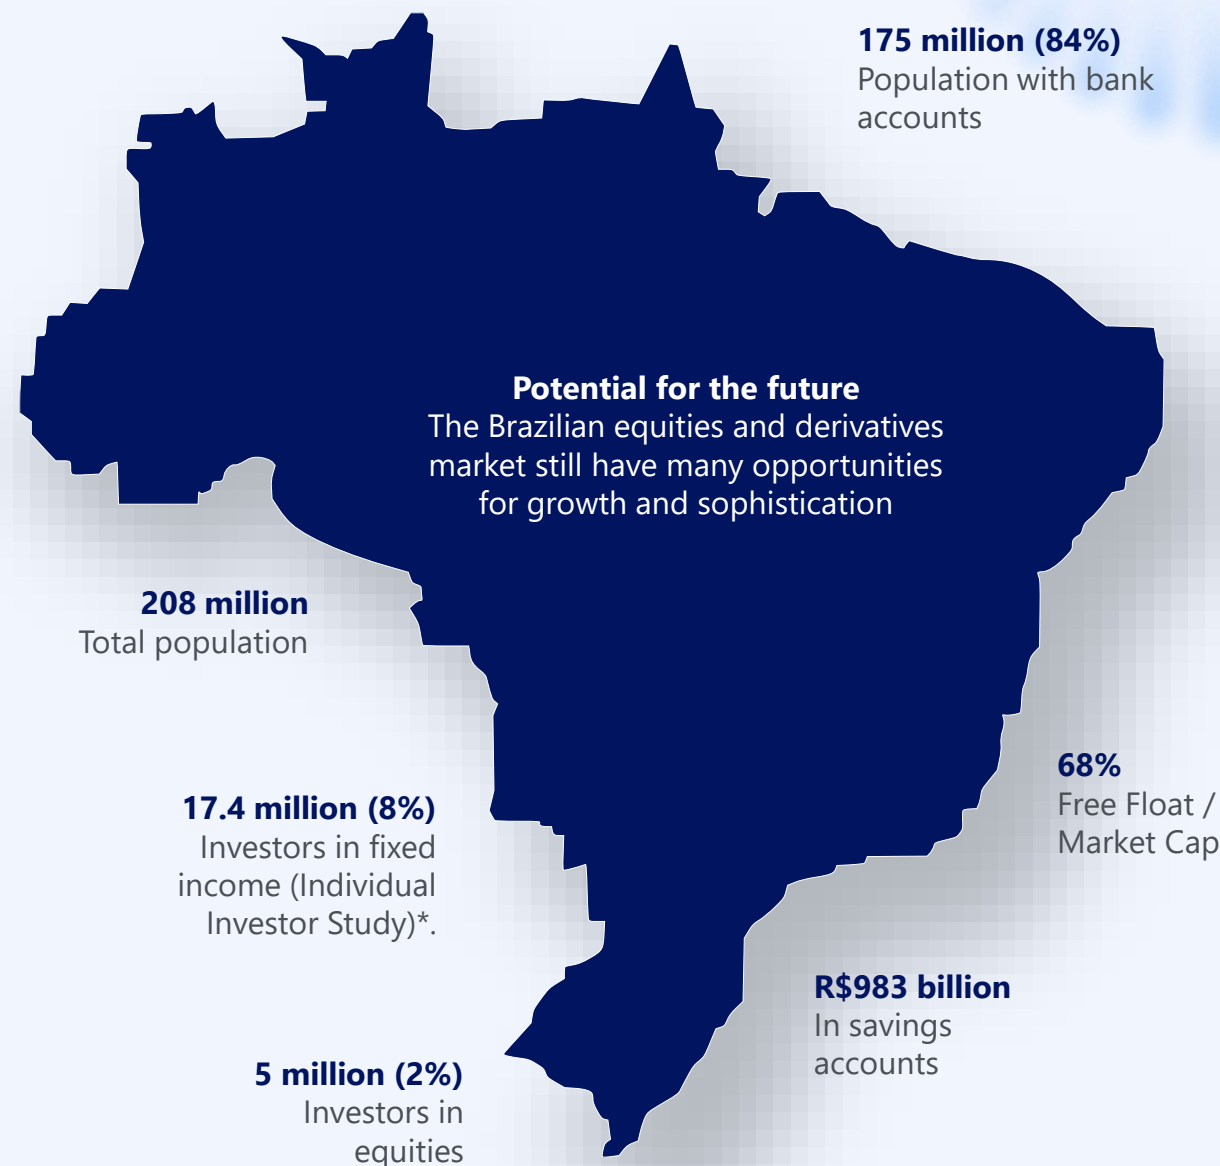 175 million (84%)
Population with bank
accounts
Potential for the future
The Brazilian equities and derivatives
market still have many opportunities
for growth and sophistication
208 million
Total population
68%
Free Float /
Market Cap
17.4 million (8%)
Investors in fixed
income (Individual
Investor Study)*.
R$983 billion
In savings
accounts
5 million (2%)
Investors in
equities